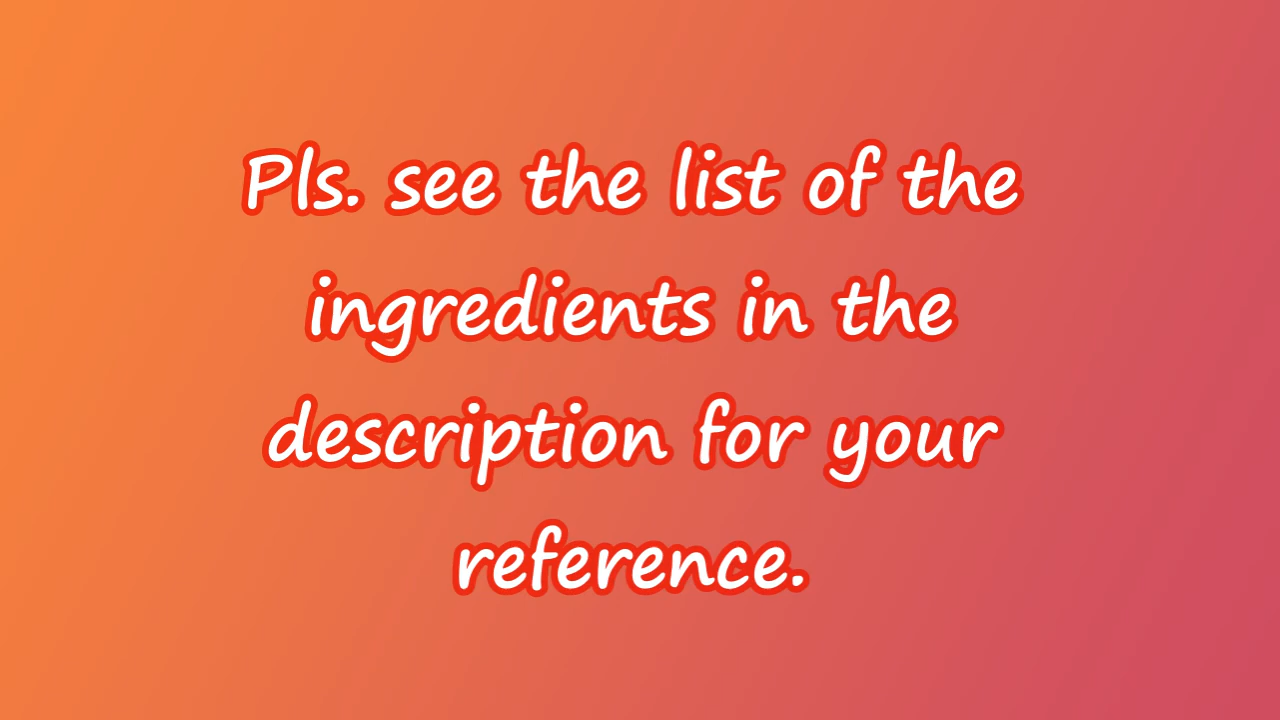 Pls. see the list of the
ingredients in the
description for your
reference.